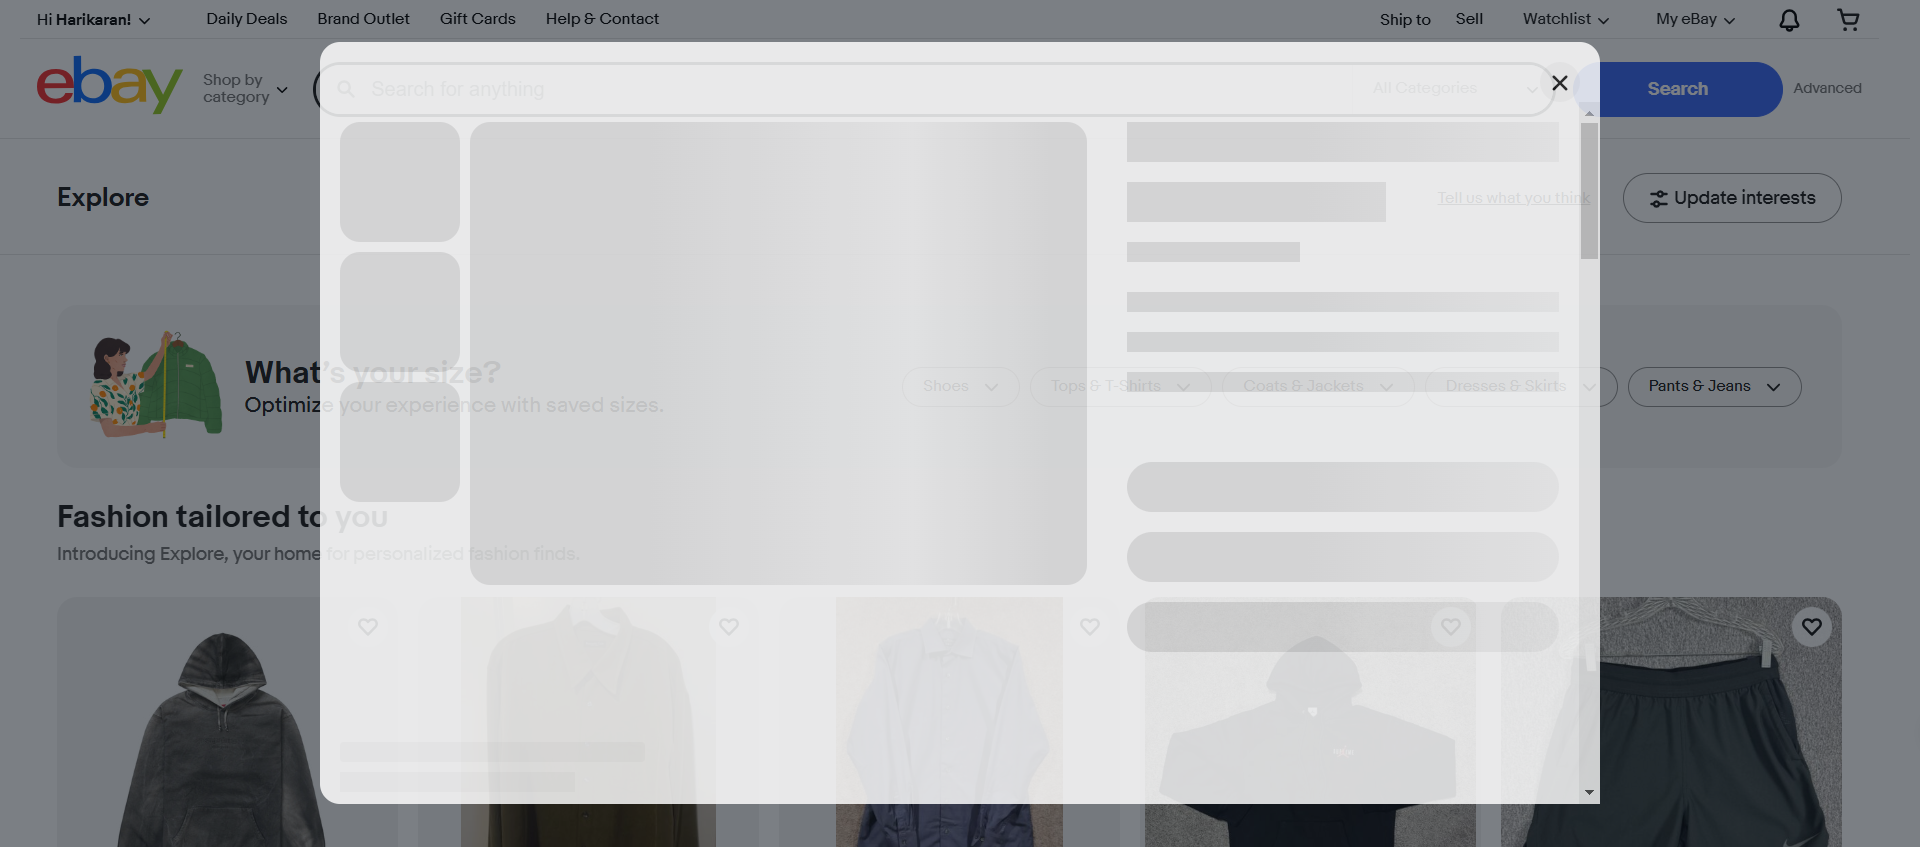 Hi Harikaran!
Daily Deals
Brand Outlet
Gift Cards
Help & Contact
Ship to
Sell
Watchlist
My eBay
ebay
Shop by
category
Search for anything
All Categories
Search
Advanced
Explore
Tell us what you think
Update interests
What's your size?
Optimize your experience with saved sizes.
Shoes
Tops & T-Shirts
Coats & Jackets
Dresses & Skirts
Pants & Jeans
Fashion tailored to you
Introducing Explore, your home for personalized fashion finds.